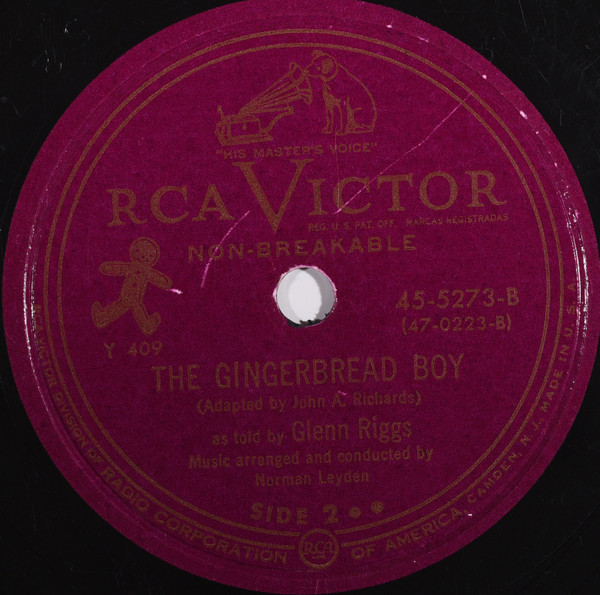 "HIS MASTER'S VOICE"
RCA VICTOR
REG. U. S. PAT. OFF. MARCAS REGISTRADAS
NON-BREAKABLE
45-5273-B
(47-0223-B)
Y 409
THE GINGERBREAD BOY
(Adapted by John A. Richards)
as told by Glenn Riggs
Music arranged and conducted by
Norman Leyden
SIDE 2
RCA VICTOR DIVISION OF RADIO CORPORATION OF AMERICA, CAMDEN, N. J. MADE IN U. S. A.
RCA